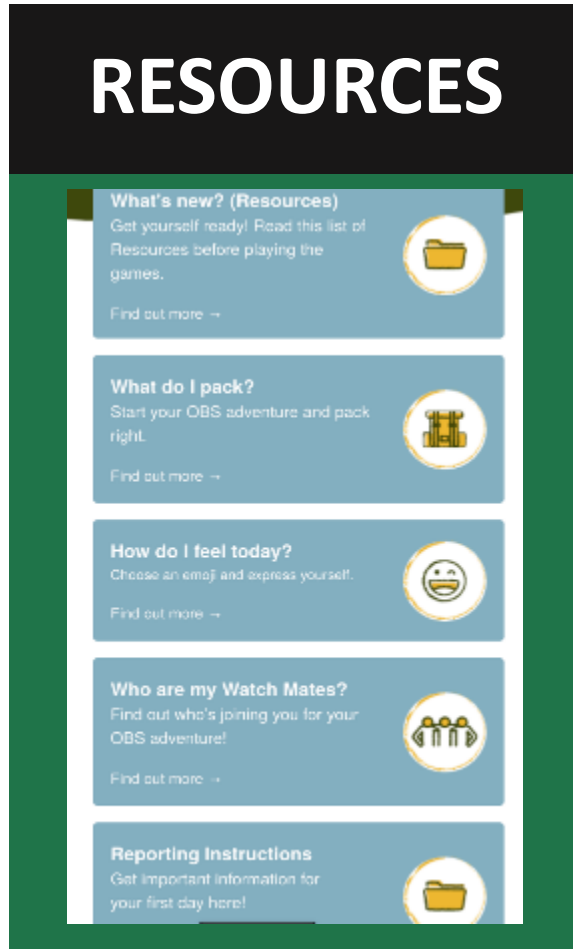 RESOURCES
What's new? (Resources)
Get yourself ready! Read this list of
Resources before playing the
games.
Find out more →
What do I pack?
Start your OBS adventure and pack
right.
Find out more →
How do I feel today?
Choose an emoji and express yourself.
Find out more →
Who are my Watch Mates?
Find out who's joining you for your
OBS adventure!
Find out more →
Reporting Instructions
Get important information for
your first day here!